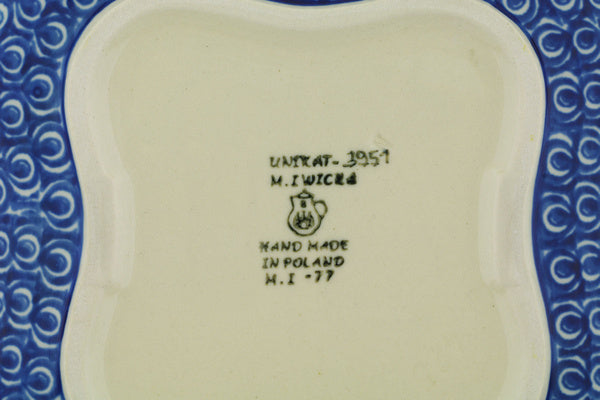 UNIKAT- 3951
M. IWICKA
HAND MADE
IN POLAND
M. I -77